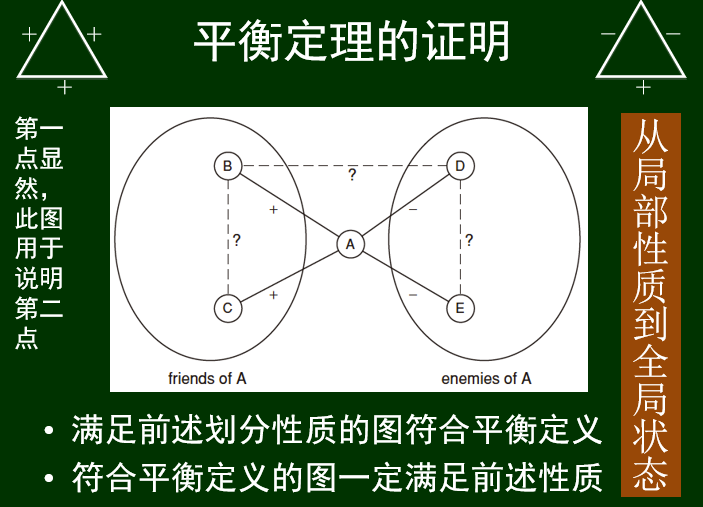 平衡定理的证明
+
+
+
−
−
+
第一
点显
然，
此图
用于
说明
第二
点
B
D
?
+
−
?
A
?
C
+
−
E
friends of A
enemies of A
从局部性质到全局状态
• 满足前述划分性质的图符合平衡定义
• 符合平衡定义的图一定满足前述性质